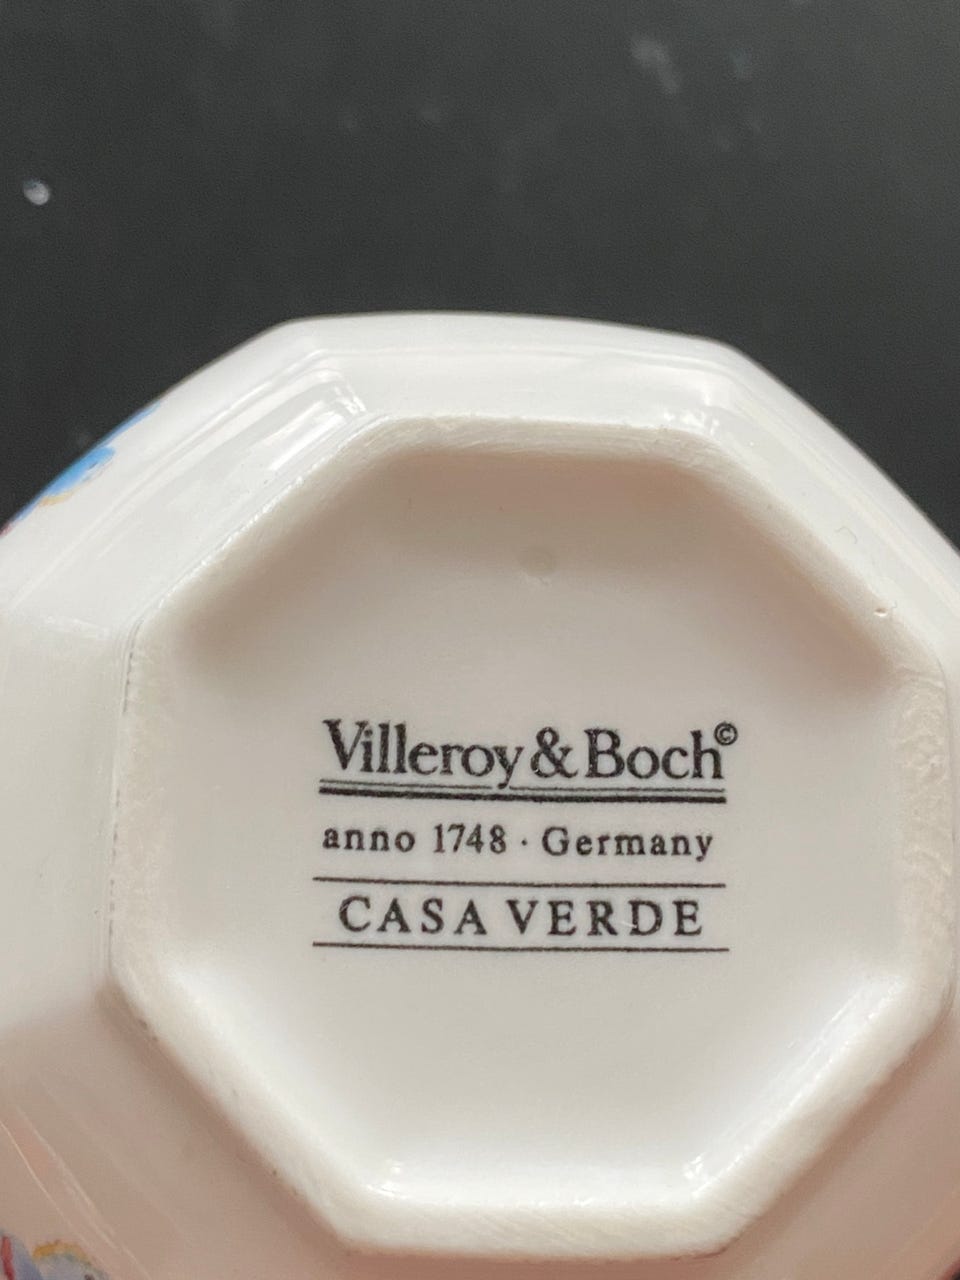 Villeroy & Boch©
anno 1748 · Germany
CASA VERDE